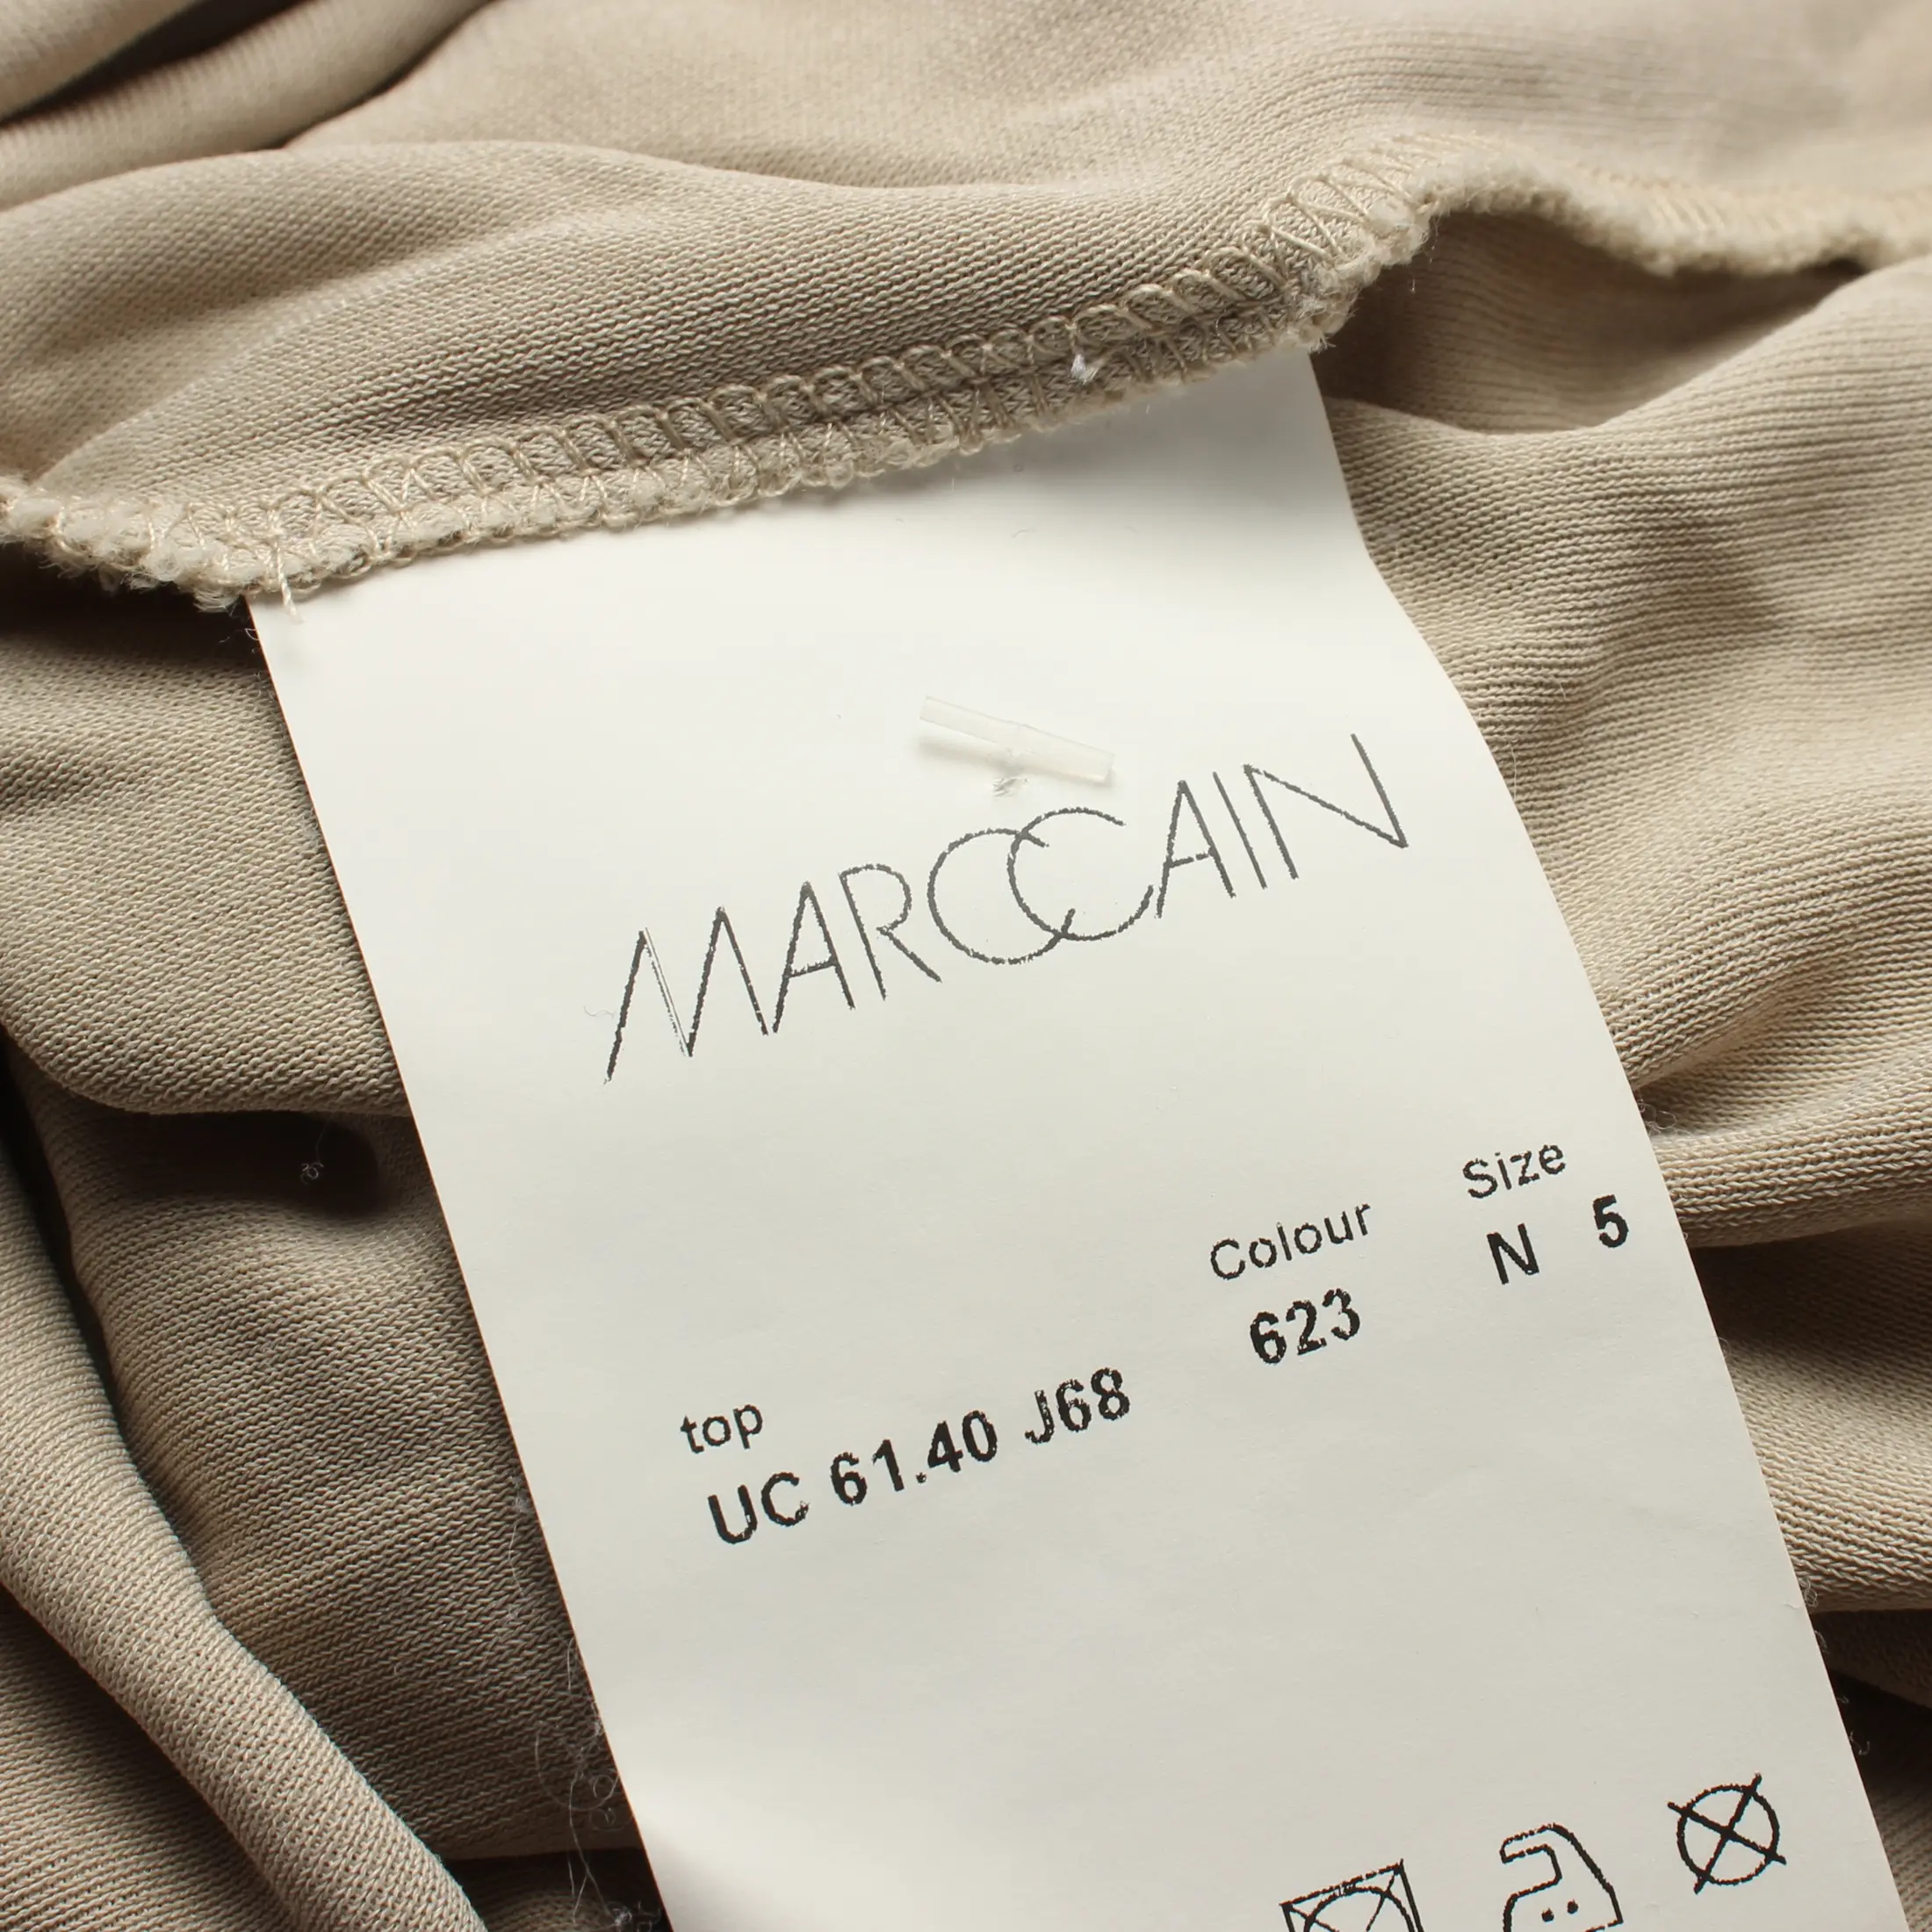 MARCCAIN
top Colour Size
UC 61.40 J68 623 N 5